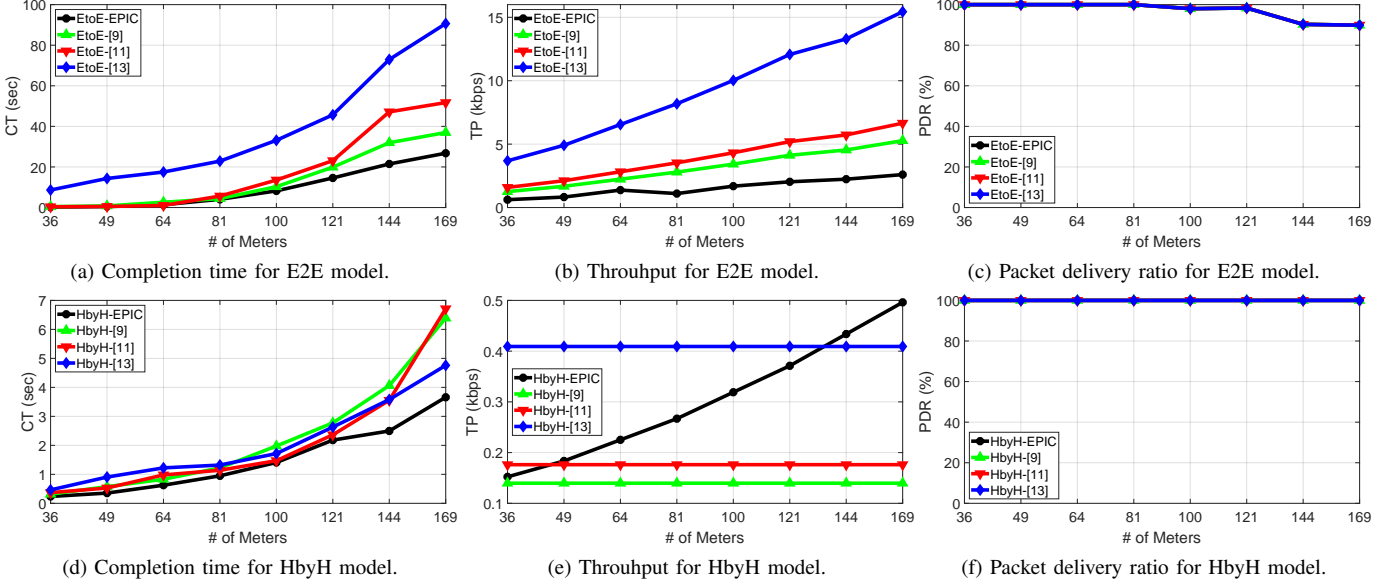 CT (sec)
100
80
60
40
20
0
EtoE-EPIC
EtoE-[9]
EtoE-[11]
EtoE-[13]
36 49 64 81 100 121 144 169
# of Meters
(a) Completion time for E2E model.
TP (kbps)
15
10
5
0
EtoE-EPIC
EtoE-[9]
EtoE-[11]
EtoE-[13]
36 49 64 81 100 121 144 169
# of Meters
(b) Throuhput for E2E model.
PDR (%)
100
80
60
40
20
0
EtoE-EPIC
EtoE-[9]
EtoE-[11]
EtoE-[13]
36 49 64 81 100 121 144 169
# of Meters
(c) Packet delivery ratio for E2E model.
CT (sec)
7
6
5
4
3
2
1
0
HbyH-EPIC
HbyH-[9]
HbyH-[11]
HbyH-[13]
36 49 64 81 100 121 144 169
# of Meters
(d) Completion time for HbyH model.
TP (kbps)
0.5
0.4
0.3
0.2
0.1
HbyH-EPIC
HbyH-[9]
HbyH-[11]
HbyH-[13]
36 49 64 81 100 121 144 169
# of Meters
(e) Throuhput for HbyH model.
PDR (%)
100
80
60
40
20
0
HbyH-EPIC
HbyH-[9]
HbyH-[11]
HbyH-[13]
36 49 64 81 100 121 144 169
# of Meters
(f) Packet delivery ratio for HbyH model.